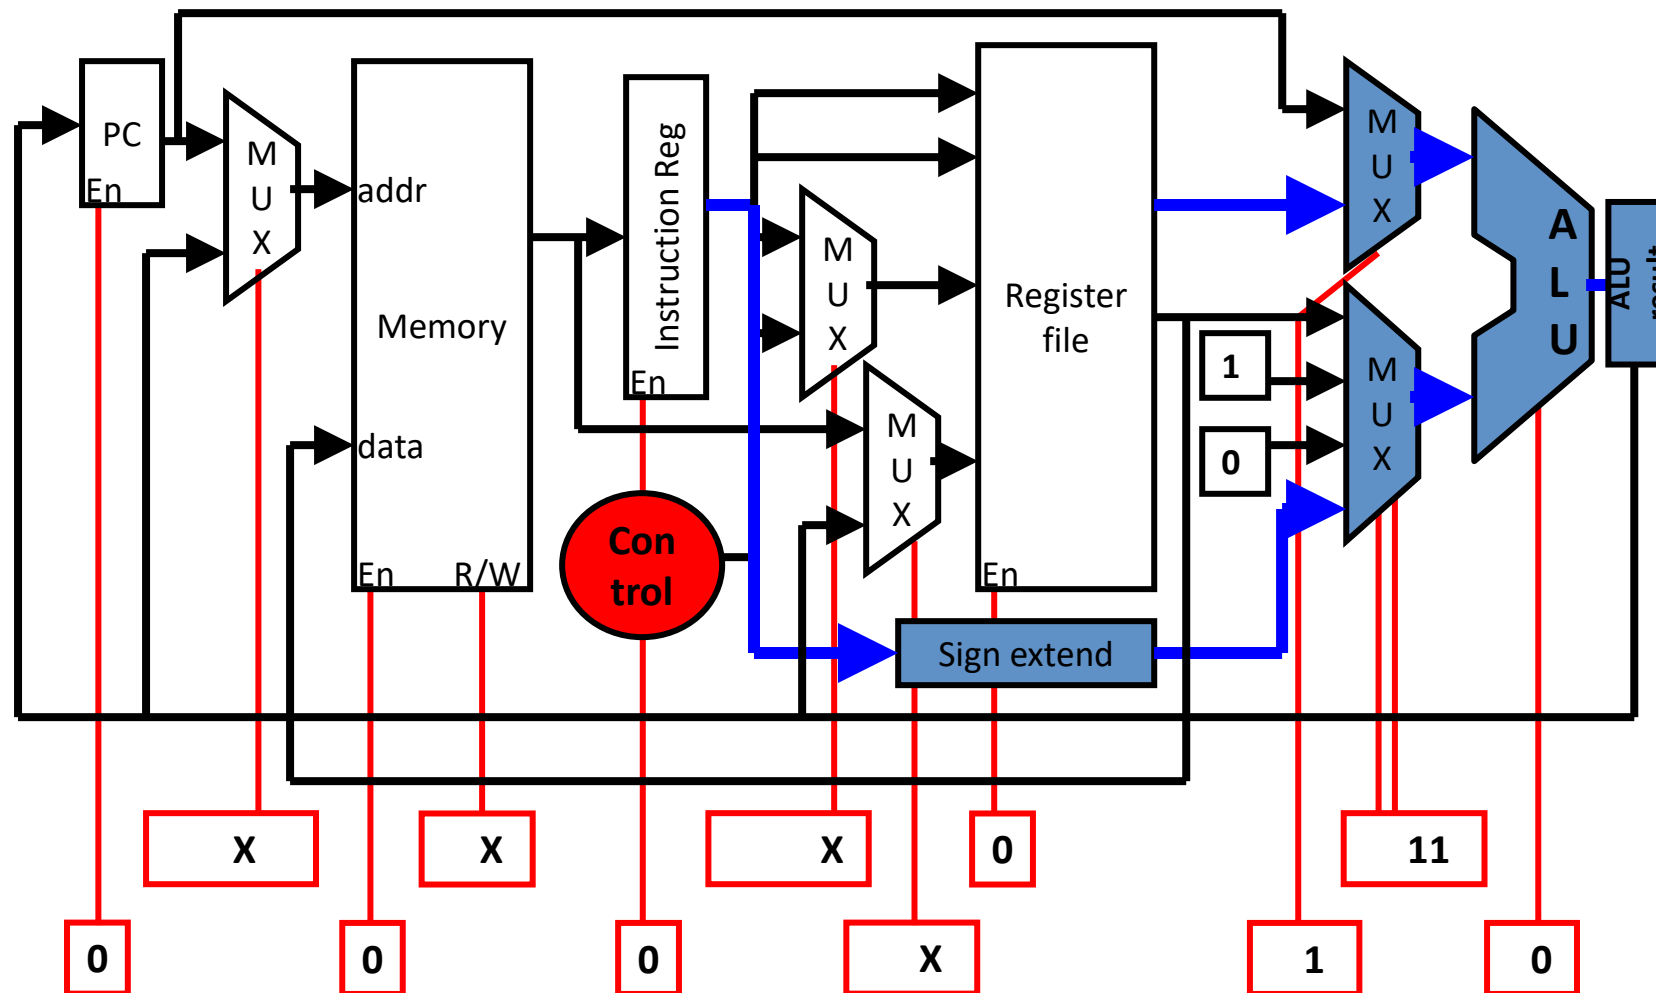 PC
En
M
U
X
addr
Memory
data
En
R/W
Instruction Reg
En
Con
trol
M
U
X
M
U
X
Register
file
En
Sign extend
1
0
M
U
X
M
U
X
A
L
U
ALU
result
X
X
X
0
11
0
0
0
X
1
0